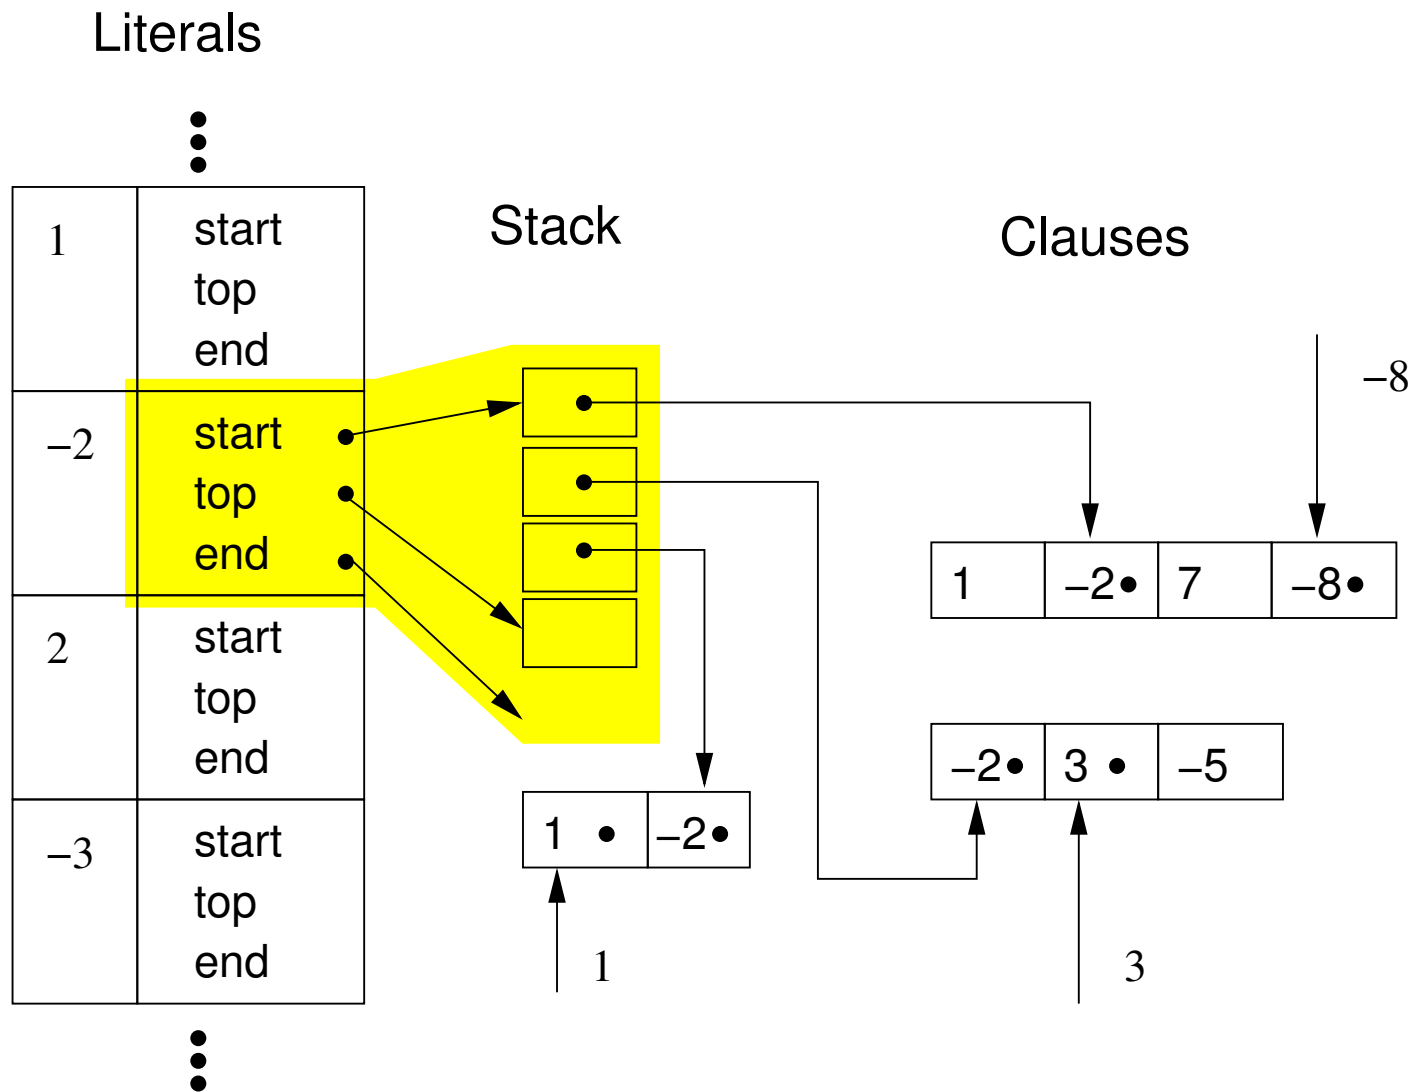 Literals
Stack
Clauses
1
start
top
end
−2
start
top
end
2
start
top
end
−3
start
top
end
−8
1 −2 7 −8
−2 3 −5
1 −2
1
3